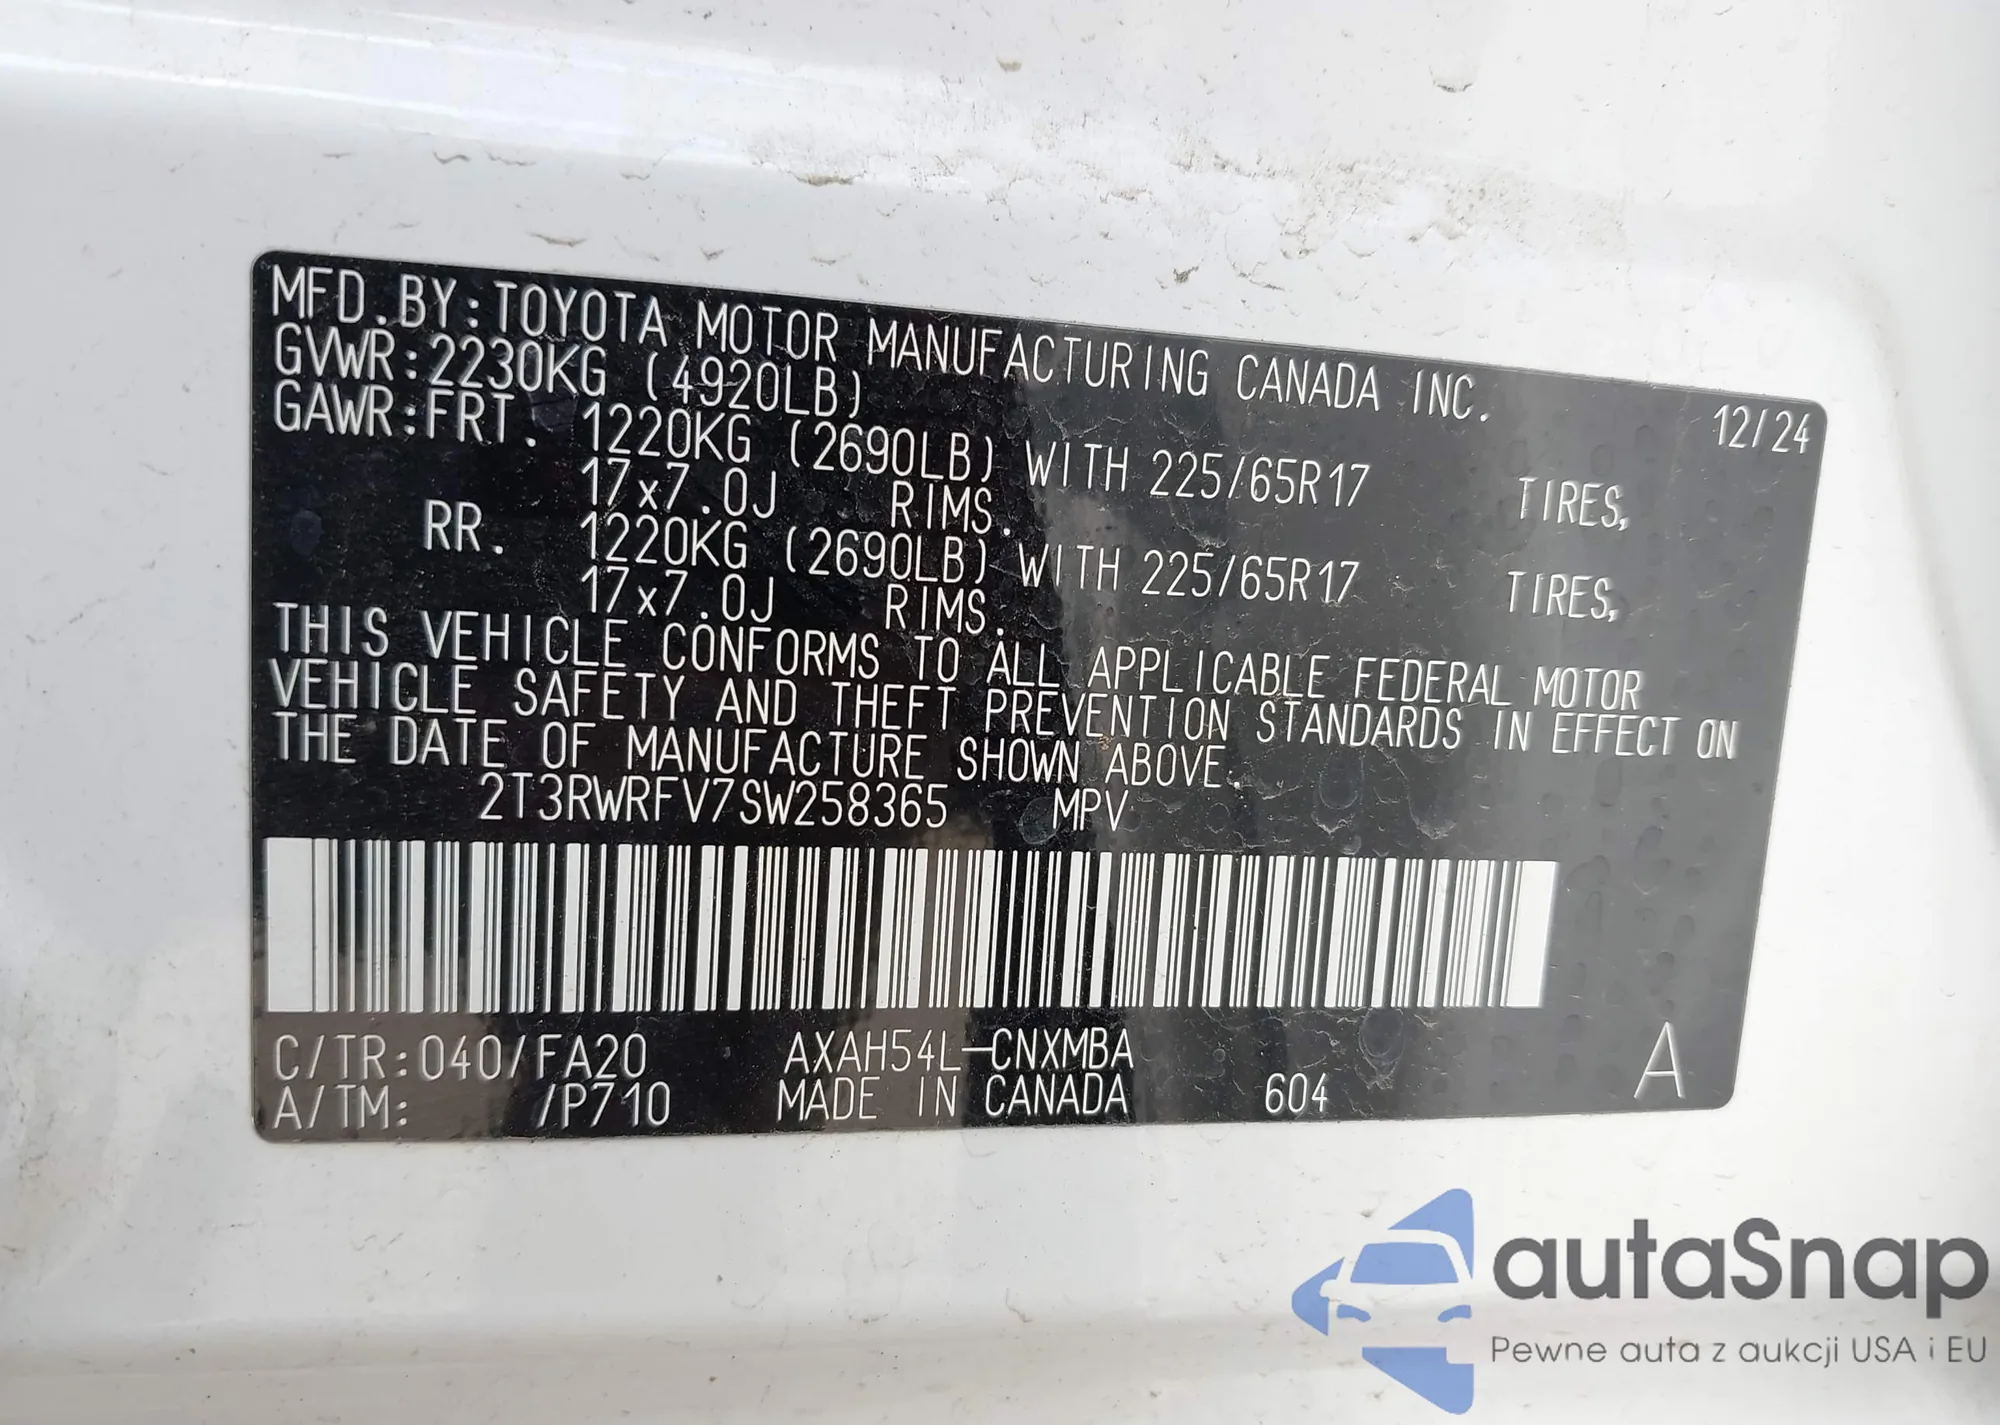 MFD.BY:TOYOTA MOTOR MANUFACTURING CANADA INC. 12/24
GVWR:2230KG (4920LB)
GAWR:FRT. 1220KG (2690LB) WITH 225/65R17 TIRES,
17x7.0J RIMS.
RR. 1220KG (2690LB) WITH 225/65R17 TIRES,
17x7.0J RIMS.
THIS VEHICLE CONFORMS TO ALL APPLICABLE FEDERAL MOTOR
VEHICLE SAFETY AND THEFT PREVENTION STANDARDS IN EFFECT ON
THE DATE OF MANUFACTURE SHOWN ABOVE.
2T3RWRFV7SW258365 MPV
C/TR:040/FA20 AXAH54L-CNXMBA
A/TM: /P710 MADE IN CANADA 604 A
autaSnap
Pewne auta z aukcji USA i EU